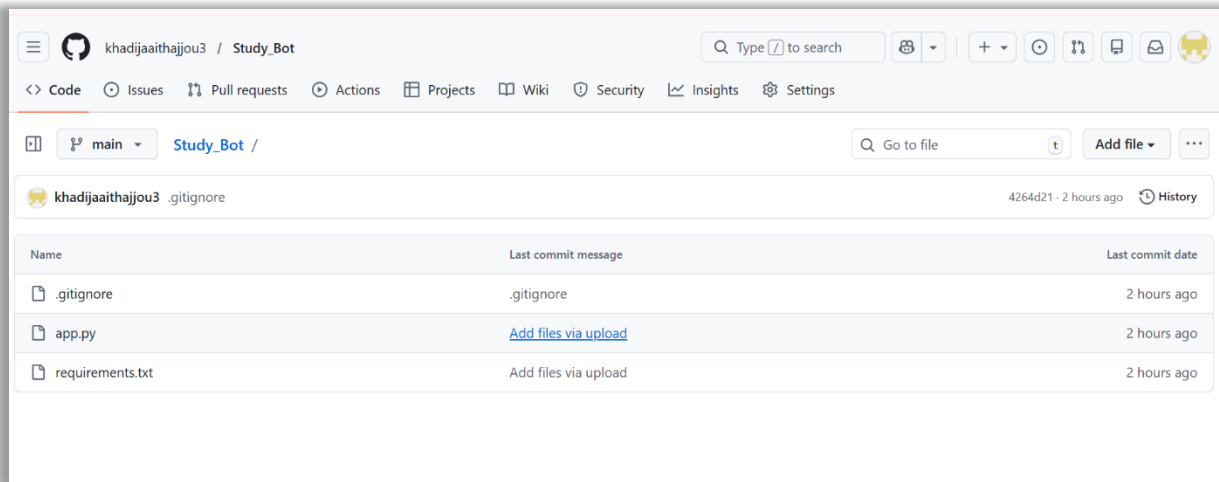 khadijaaithajjou3 / Study_Bot Type / to search
Code Issues Pull requests Actions Projects Wiki Security Insights Settings
main Study_Bot / Go to file t Add file ...
khadijaaithajjou3 .gitignore 4264d21 · 2 hours ago History
Name Last commit message Last commit date
.gitignore .gitignore 2 hours ago
app.py Add files via upload 2 hours ago
requirements.txt Add files via upload 2 hours ago